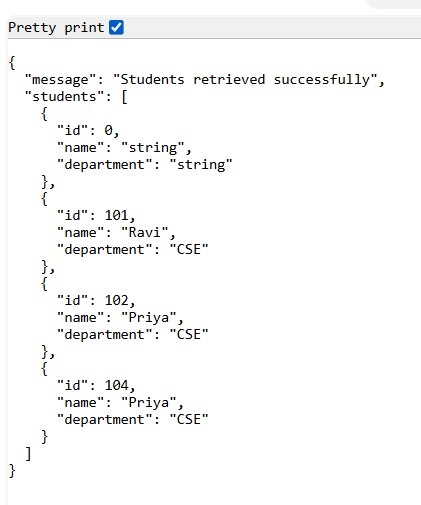 Pretty print
{
  "message": "Students retrieved successfully",
  "students": [
    {
      "id": 0,
      "name": "string",
      "department": "string"
    },
    {
      "id": 101,
      "name": "Ravi",
      "department": "CSE"
    },
    {
      "id": 102,
      "name": "Priya",
      "department": "CSE"
    },
    {
      "id": 104,
      "name": "Priya",
      "department": "CSE"
    }
  ]
}